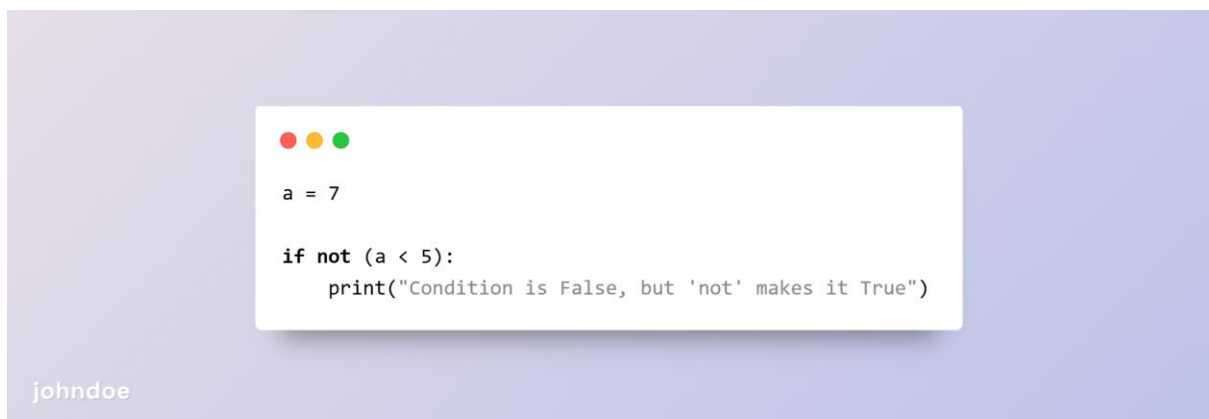 a = 7
if not (a < 5):
    print("Condition is False, but 'not' makes it True")
johndoe